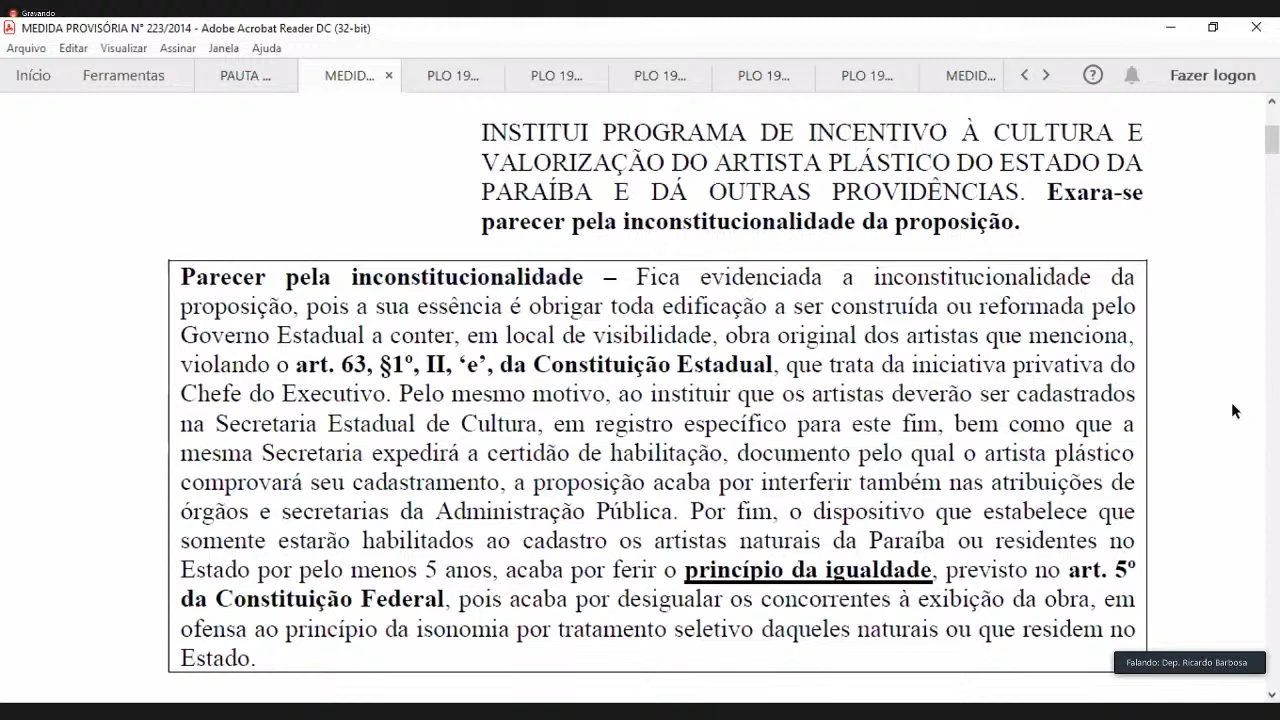 Gravando
MEDIDA PROVISÓRIA N° 223/2014 - Adobe Acrobat Reader DC (32-bit)
Arquivo Editar Visualizar Assinar Janela Ajuda
Início Ferramentas PAUTA ... MEDID... × PLO 19... PLO 19... PLO 19... PLO 19... PLO 19... MEDID... Fazer logon
INSTITUI PROGRAMA DE INCENTIVO À CULTURA E
VALORIZAÇÃO DO ARTISTA PLÁSTICO DO ESTADO DA
PARAÍBA E DÁ OUTRAS PROVIDÊNCIAS. Exara-se
parecer pela inconstitucionalidade da proposição.
Parecer pela inconstitucionalidade – Fica evidenciada a inconstitucionalidade da
proposição, pois a sua essência é obrigar toda edificação a ser construída ou reformada pelo
Governo Estadual a conter, em local de visibilidade, obra original dos artistas que menciona,
violando o art. 63, §1º, II, ‘e’, da Constituição Estadual, que trata da iniciativa privativa do
Chefe do Executivo. Pelo mesmo motivo, ao instituir que os artistas deverão ser cadastrados
na Secretaria Estadual de Cultura, em registro específico para este fim, bem como que a
mesma Secretaria expedirá a certidão de habilitação, documento pelo qual o artista plástico
comprovará seu cadastramento, a proposição acaba por interferir também nas atribuições de
órgãos e secretarias da Administração Pública. Por fim, o dispositivo que estabelece que
somente estarão habilitados ao cadastro os artistas naturais da Paraíba ou residentes no
Estado por pelo menos 5 anos, acaba por ferir o princípio da igualdade, previsto no art. 5º
da Constituição Federal, pois acaba por desigualar os concorrentes à exibição da obra, em
ofensa ao princípio da isonomia por tratamento seletivo daqueles naturais ou que residem no
Estado.
Falando: Dep. Ricardo Barbosa